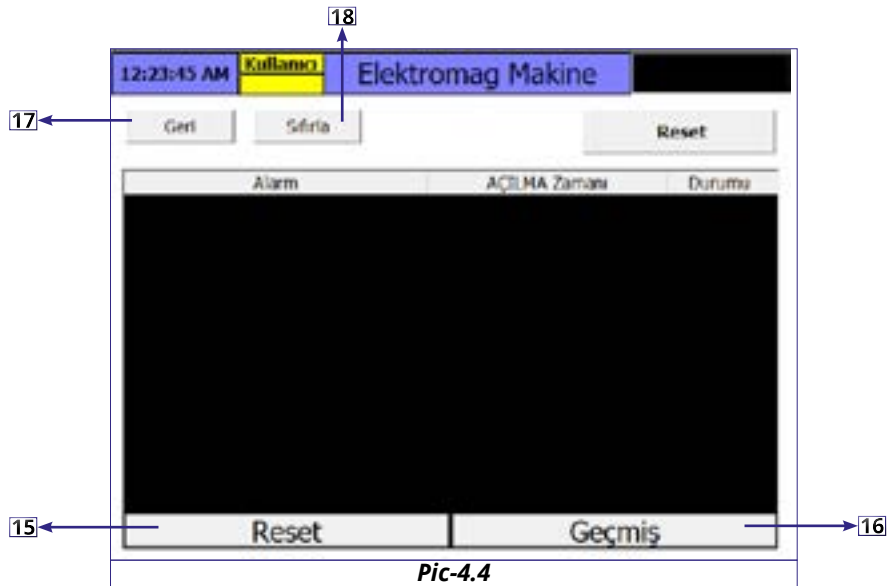 18
12:23:45 AM Kullanıcı Elektromag Makine
17 Geri Sıfırla Reset
Alarm AÇILMA Zamanı Durumu
15 Reset Geçmiş 16
Pic-4.4